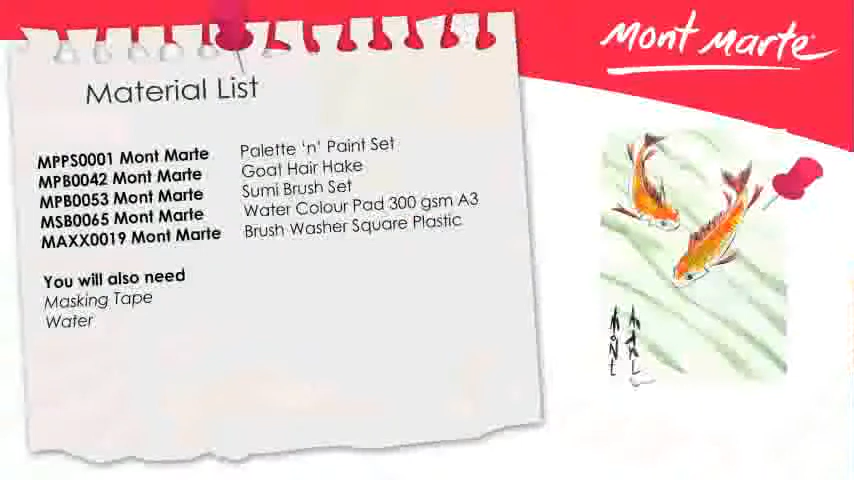 Mont Marte
Material List
MPPS0001 Mont Marte Palette ‘n’ Paint Set
MPB0042 Mont Marte Goat Hair Hake
MPB0053 Mont Marte Sumi Brush Set
MSB0065 Mont Marte Water Colour Pad 300 gsm A3
MAXX0019 Mont Marte Brush Washer Square Plastic
You will also need
Masking Tape
Water